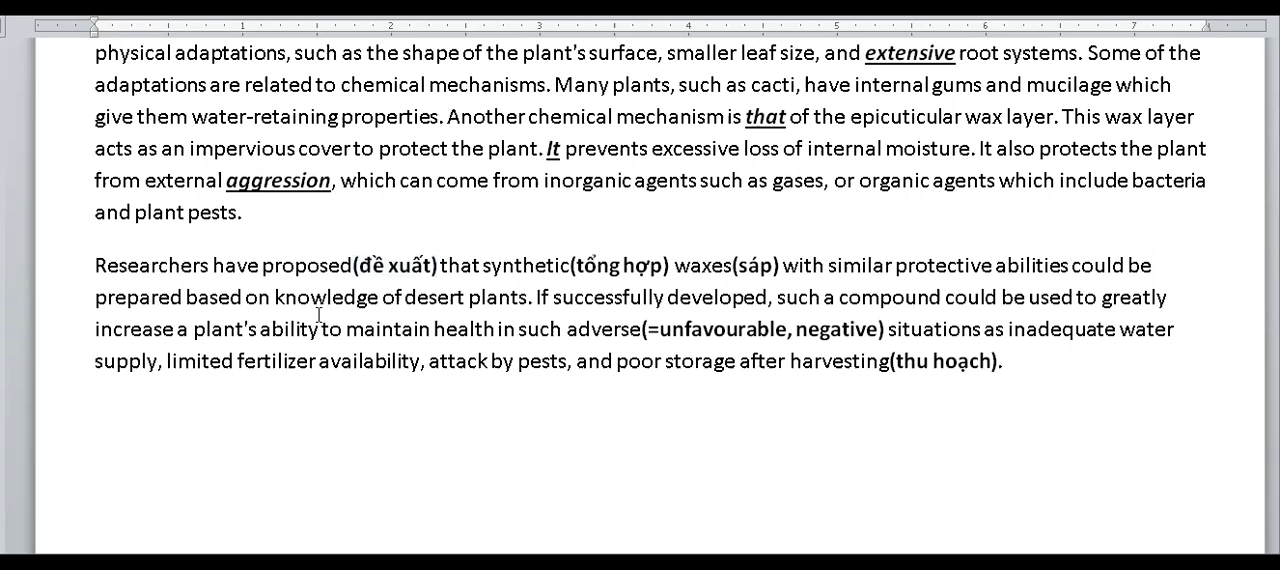 1 2 3 4 5 6 7
physical adaptations, such as the shape of the plant's surface, smaller leaf size, and extensive root systems. Some of the
adaptations are related to chemical mechanisms. Many plants, such as cacti, have internal gums and mucilage which
give them water-retaining properties. Another chemical mechanism is that of the epicuticular wax layer. This wax layer
acts as an impervious cover to protect the plant. It prevents excessive loss of internal moisture. It also protects the plant
from external aggression, which can come from inorganic agents such as gases, or organic agents which include bacteria
and plant pests.
Researchers have proposed(đề xuất) that synthetic(tổng hợp) waxes(sáp) with similar protective abilities could be
prepared based on knowledge of desert plants. If successfully developed, such a compound could be used to greatly
increase a plant's ability to maintain health in such adverse(=unfavourable, negative) situations as inadequate water
supply, limited fertilizer availability, attack by pests, and poor storage after harvesting(thu hoạch).